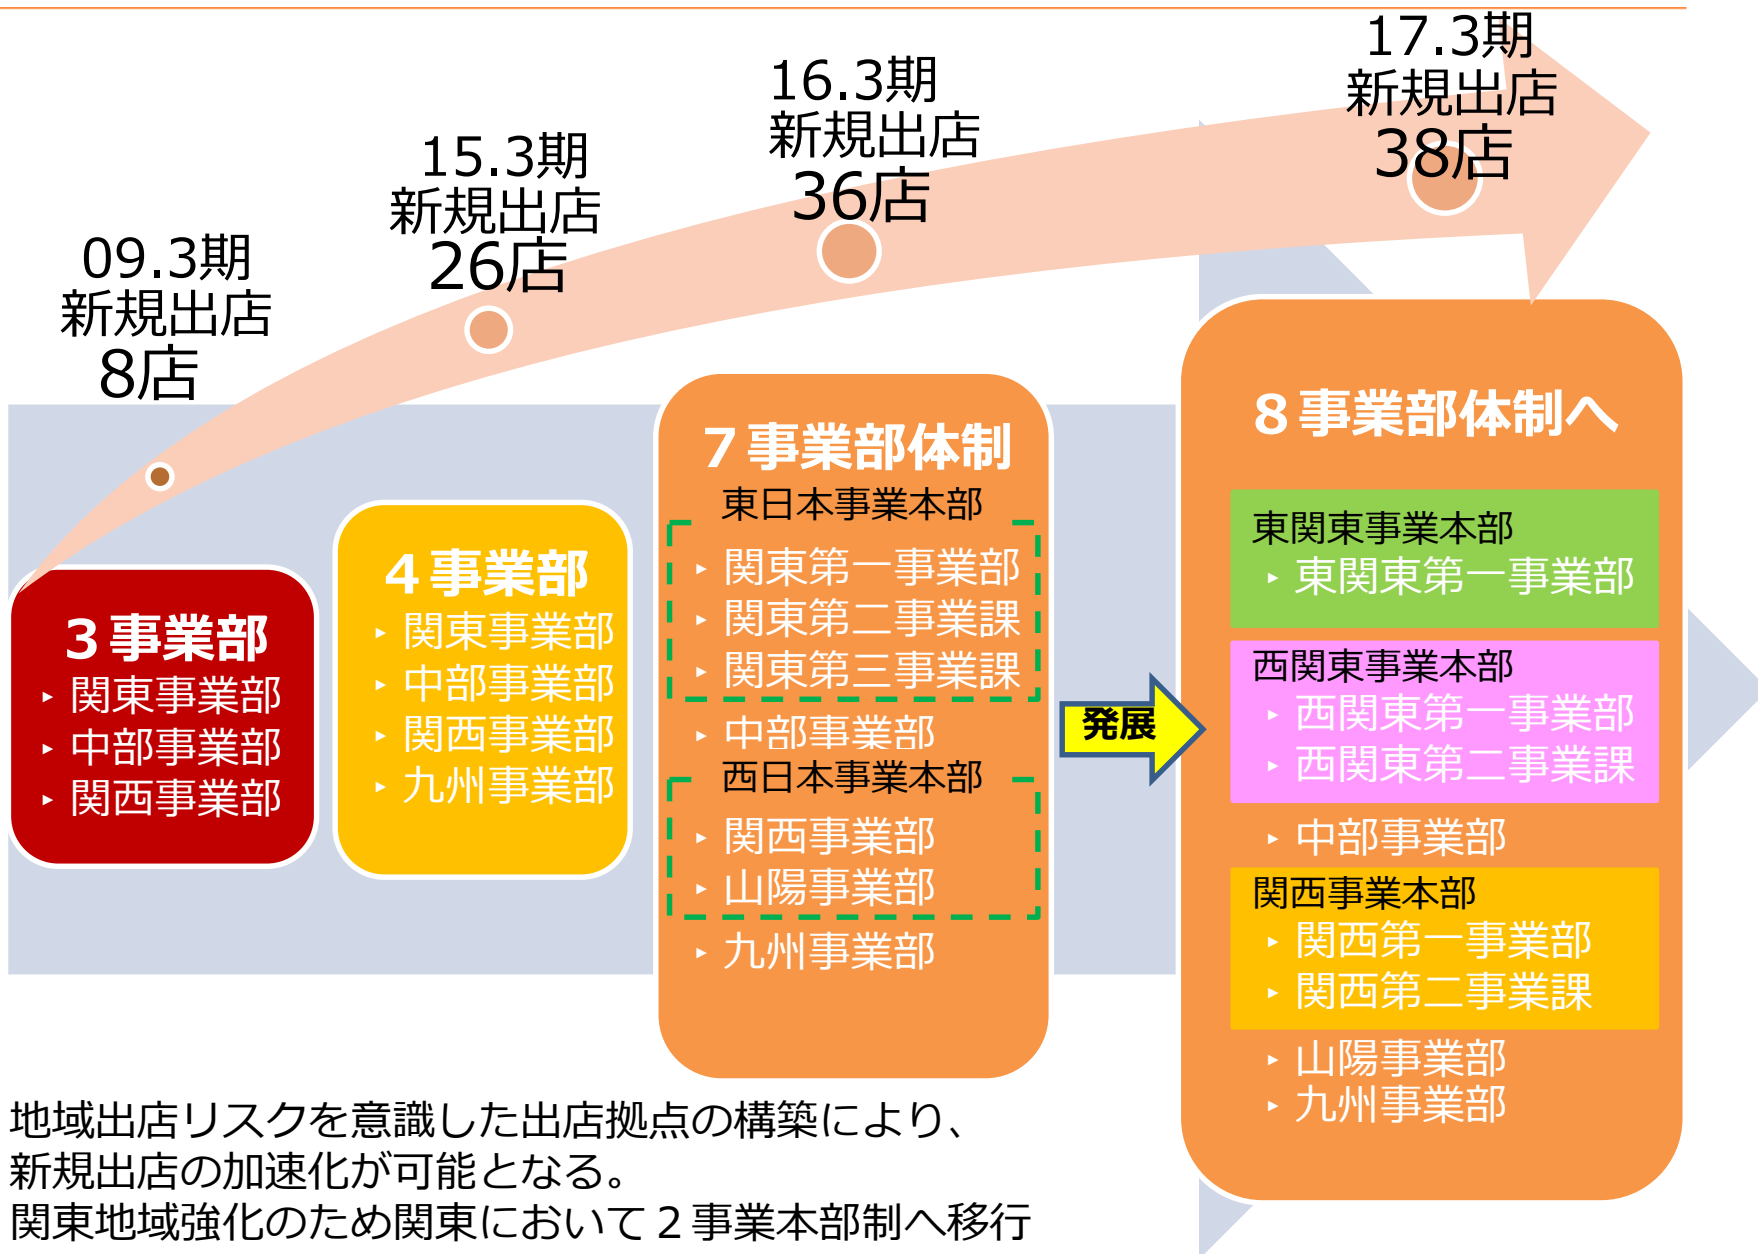 09.3期
新規出店
8店
15.3期
新規出店
26店
16.3期
新規出店
36店
17.3期
新規出店
38店
３事業部
▸ 関東事業部
▸ 中部事業部
▸ 関西事業部
４事業部
▸ 関東事業部
▸ 中部事業部
▸ 関西事業部
▸ 九州事業部
７事業部体制
東日本事業本部
▸ 関東第一事業部
▸ 関東第二事業課
▸ 関東第三事業課
▸ 中部事業部
西日本事業本部
▸ 関西事業部
▸ 山陽事業部
▸ 九州事業部
発展
８事業部体制へ
東関東事業本部
▸ 東関東第一事業部
西関東事業本部
▸ 西関東第一事業部
▸ 西関東第二事業課
▸ 中部事業部
関西事業本部
▸ 関西第一事業部
▸ 関西第二事業課
▸ 山陽事業部
▸ 九州事業部
地域出店リスクを意識した出店拠点の構築により、
新規出店の加速化が可能となる。
関東地域強化のため関東において２事業本部制へ移行